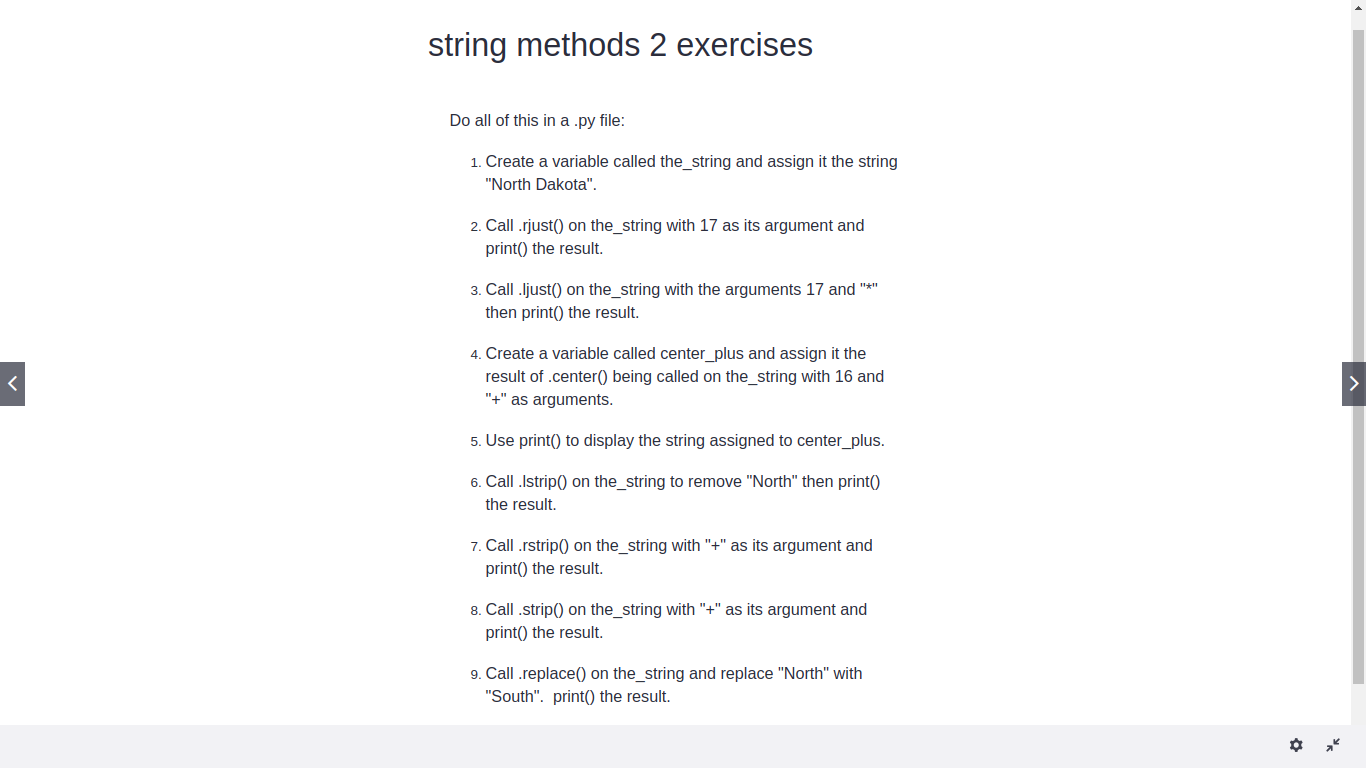 string methods 2 exercises
Do all of this in a .py file:
1. Create a variable called the_string and assign it the string
"North Dakota".
2. Call .rjust() on the_string with 17 as its argument and
print() the result.
3. Call .ljust() on the_string with the arguments 17 and "*"
then print() the result.
4. Create a variable called center_plus and assign it the
result of .center() being called on the_string with 16 and
"+" as arguments.
5. Use print() to display the string assigned to center_plus.
6. Call .lstrip() on the_string to remove "North" then print()
the result.
7. Call .rstrip() on the_string with "+" as its argument and
print() the result.
8. Call .strip() on the_string with "+" as its argument and
print() the result.
9. Call .replace() on the_string and replace "North" with
"South".  print() the result.